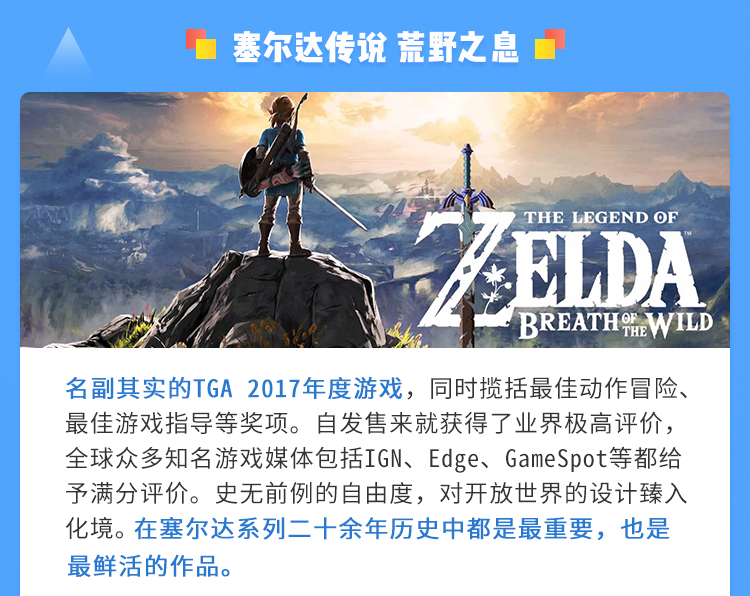 塞尔达传说 荒野之息
THE LEGEND OF
ZELDA
™
BREATH OF THE WILD
名副其实的TGA 2017年度游戏，同时揽括最佳动作冒险、
最佳游戏指导等奖项。自发售来就获得了业界极高评价，
全球众多知名游戏媒体包括IGN、Edge、GameSpot等都给
予满分评价。史无前例的自由度，对开放世界的设计臻入
化境。在塞尔达系列二十余年历史中都是最重要，也是
最鲜活的作品。